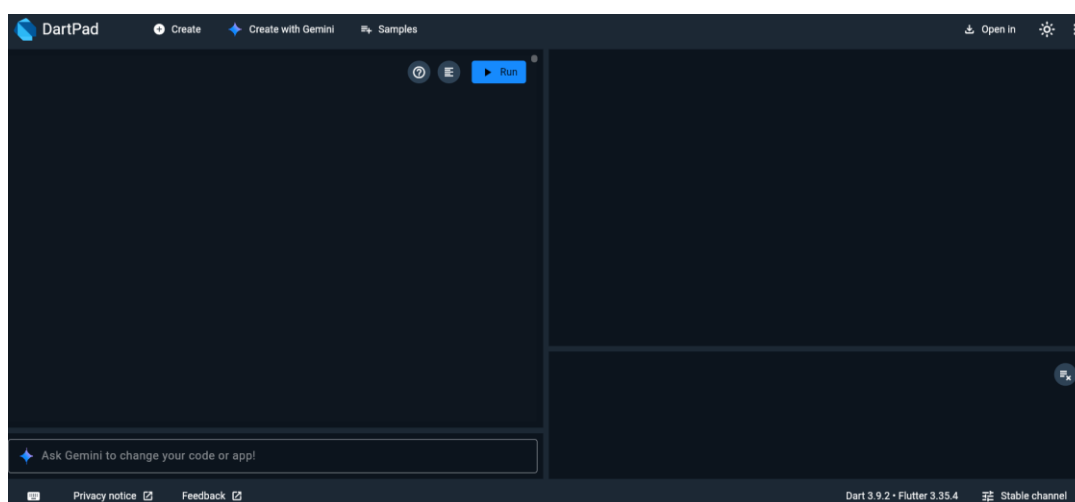 DartPad Create Create with Gemini Samples Open in
Run
Ask Gemini to change your code or app!
Privacy notice Feedback Dart 3.9.2 • Flutter 3.35.4 Stable channel